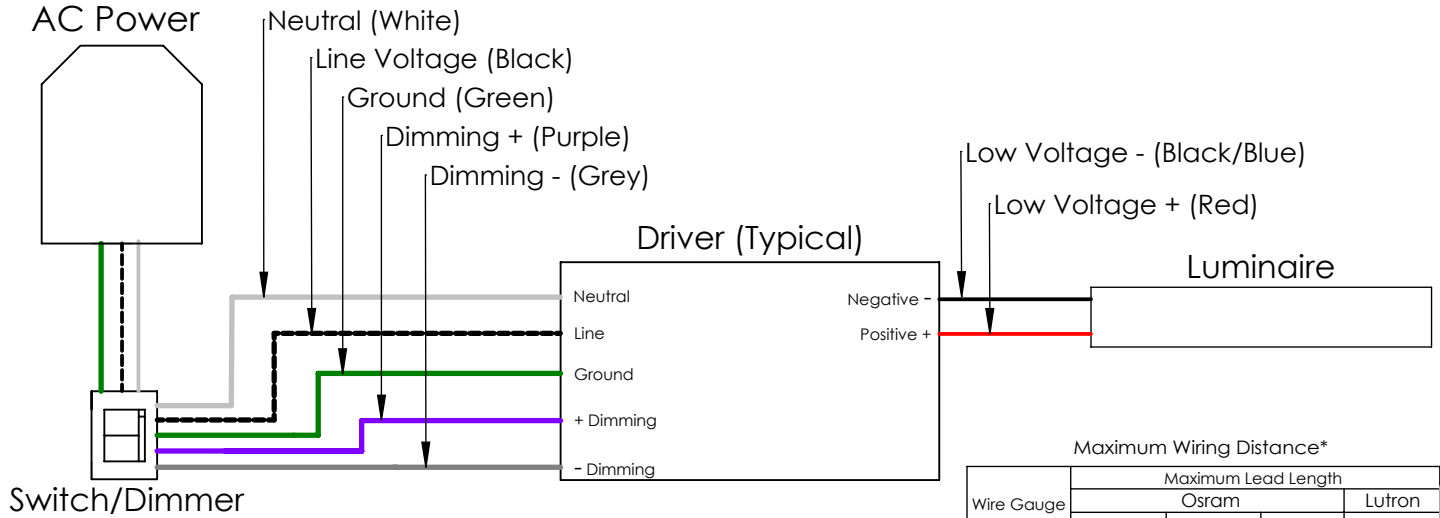 AC Power
Neutral (White)
Line Voltage (Black)
Ground (Green)
Dimming + (Purple)
Dimming - (Grey)
Low Voltage - (Black/Blue)
Low Voltage + (Red)
Driver (Typical)
Luminaire
Neutral
Negative -
Line
Positive +
Ground
+ Dimming
- Dimming
Switch/Dimmer
Maximum Wiring Distance*
Maximum Lead Length
Wire Gauge
Osram
Lutron